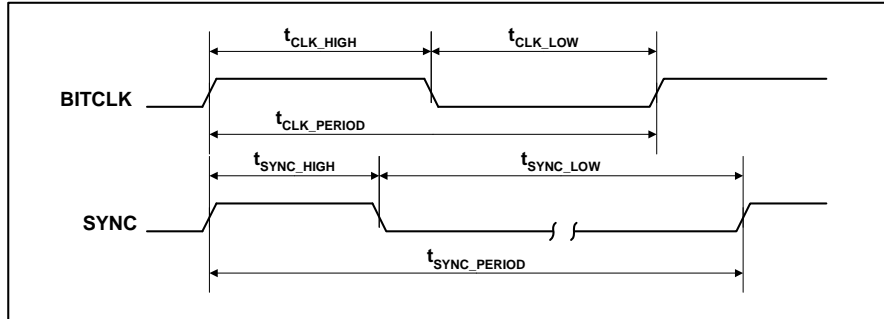 tCLK_HIGH tCLK_LOW
BITCLK
tCLK_PERIOD
tSYNC_HIGH tSYNC_LOW
SYNC
tSYNC_PERIOD